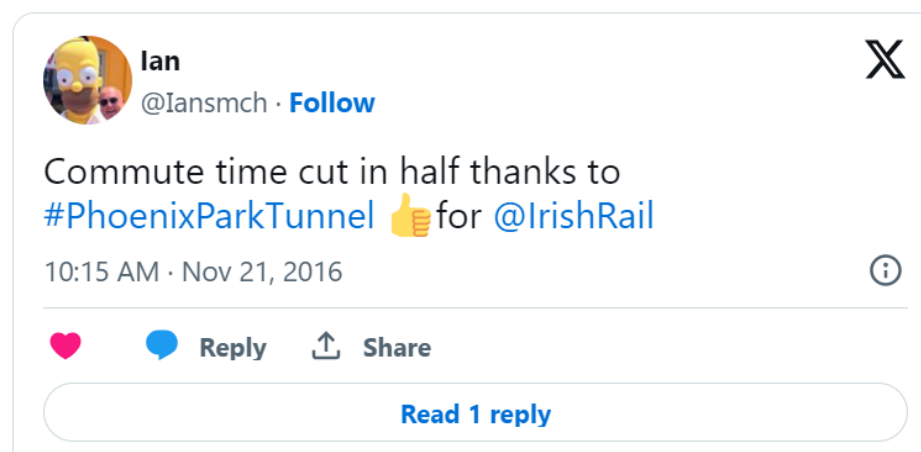 Ian
@Iansmch · Follow
Commute time cut in half thanks to
#PhoenixParkTunnel 👍for @IrishRail
10:15 AM · Nov 21, 2016
Reply Share
Read 1 reply